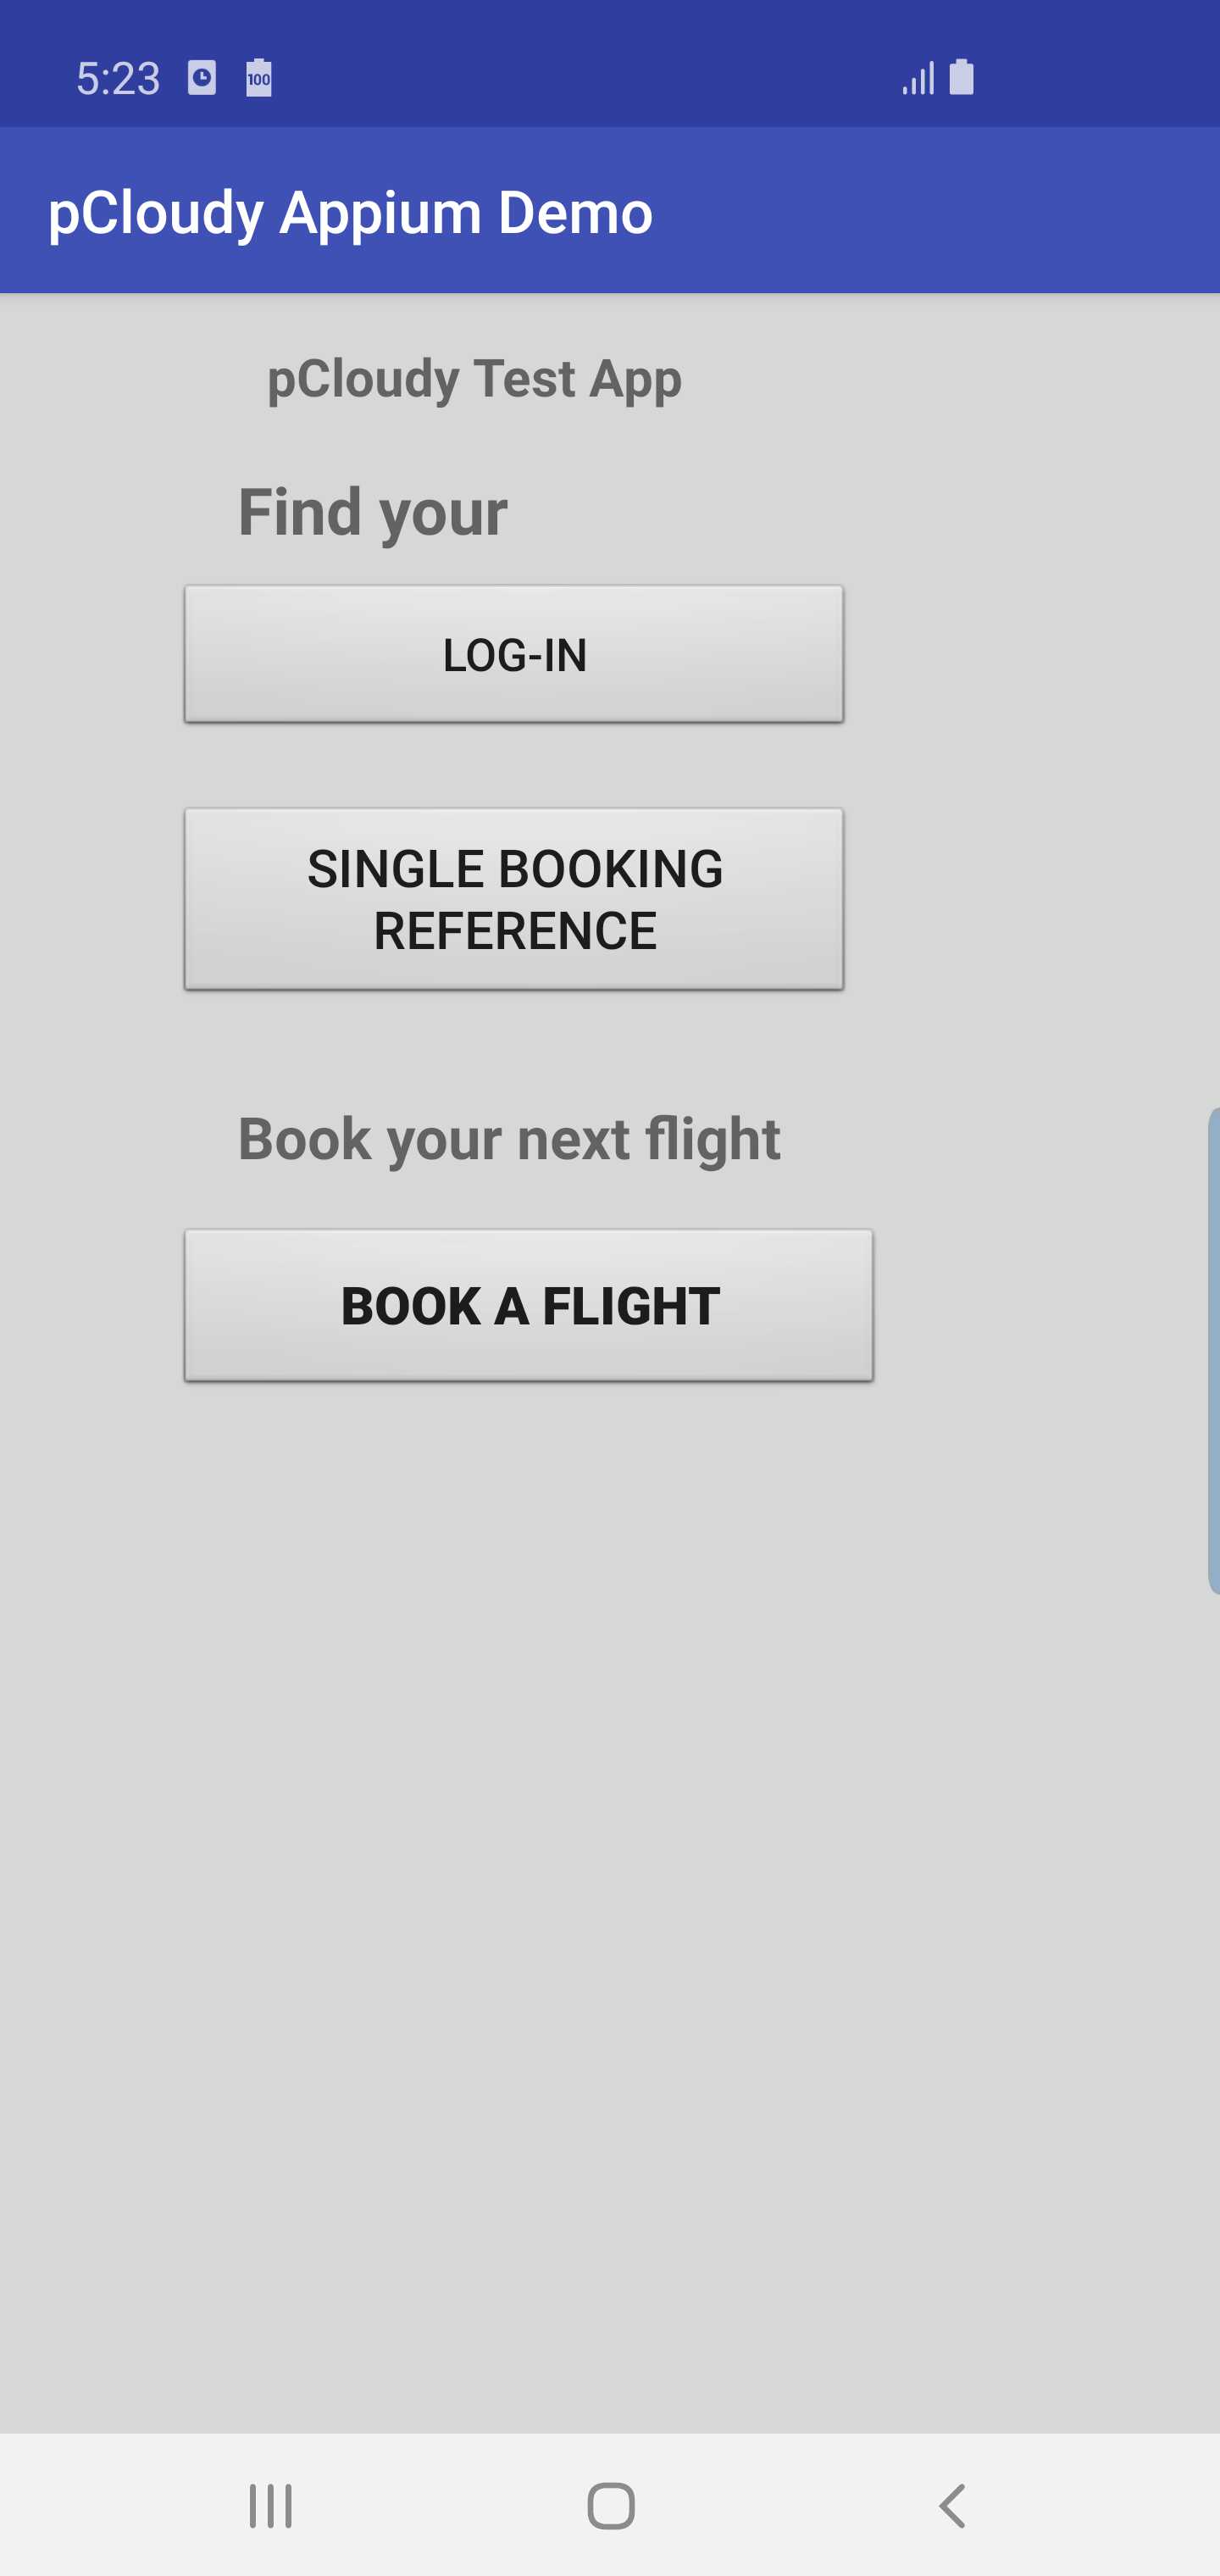 5:23
100
pCloudy Appium Demo
pCloudy Test App
Find your
LOG-IN
SINGLE BOOKING
REFERENCE
Book your next flight
BOOK A FLIGHT